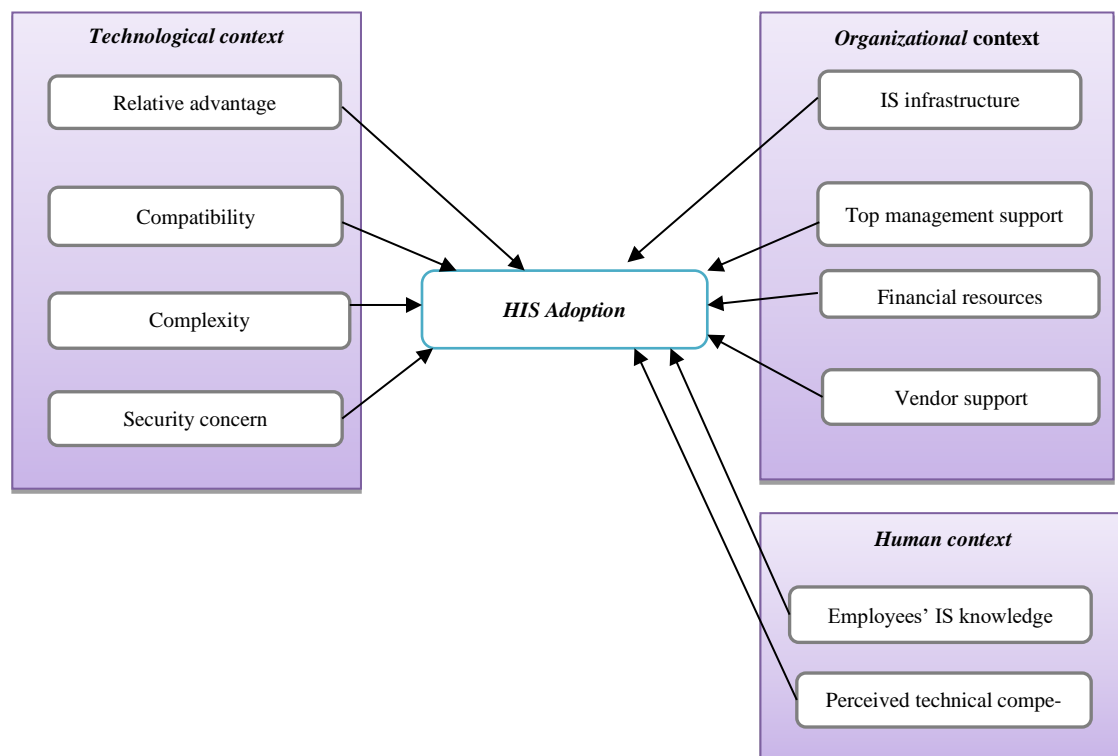 Technological context
Relative advantage
Compatibility
Complexity
Security concern
HIS Adoption
Organizational context
IS infrastructure
Top management support
Financial resources
Vendor support
Human context
Employees’ IS knowledge
Perceived technical compe-